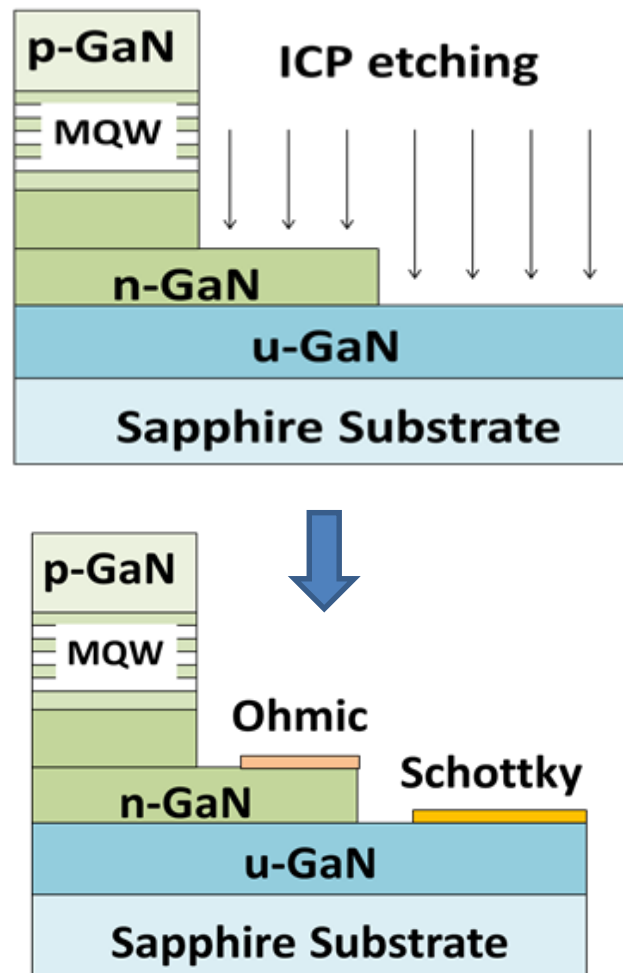 p-GaN
ICP etching
MQW
n-GaN
u-GaN
Sapphire Substrate
p-GaN
MQW
Ohmic
Schottky
n-GaN
u-GaN
Sapphire Substrate